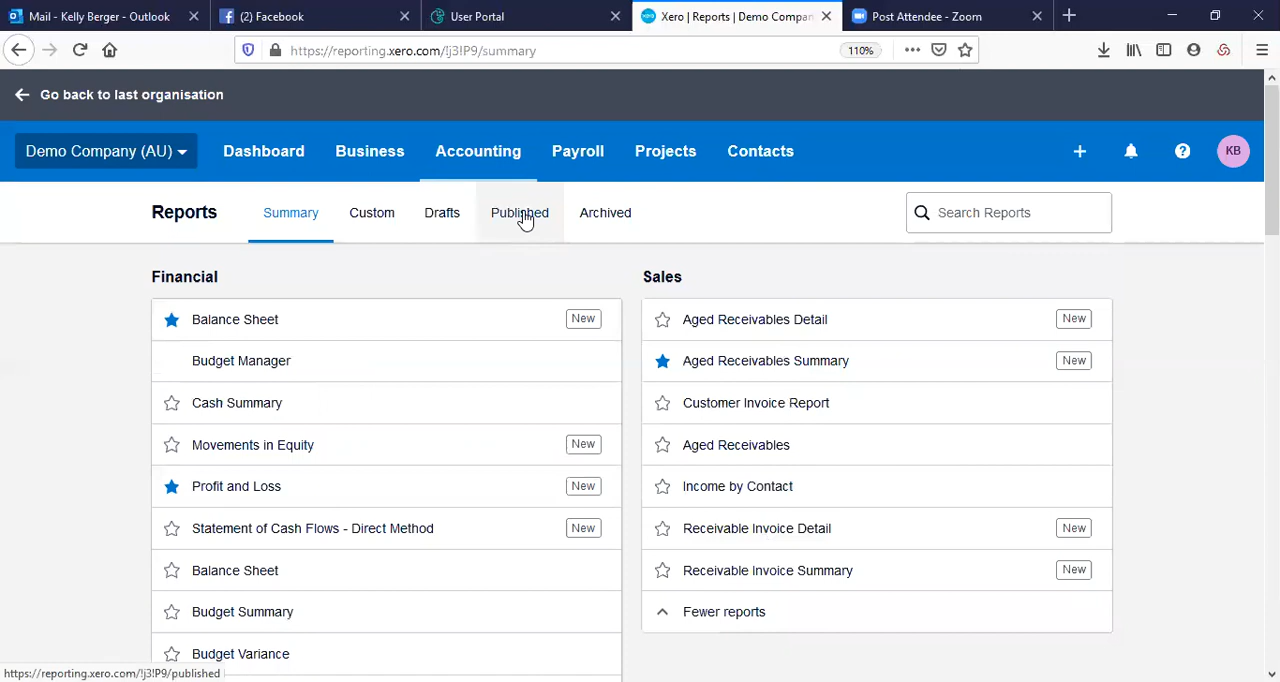 Mail - Kelly Berger - Outlook
(2) Facebook
User Portal
Xero | Reports | Demo Compan
Post Attendee - Zoom
https://reporting.xero.com/!j3!P9/summary
110%
Go back to last organisation
Demo Company (AU)
Dashboard
Business
Accounting
Payroll
Projects
Contacts
KB
Reports
Summary
Custom
Drafts
Published
Archived
Search Reports
Financial
Balance Sheet New
Budget Manager
Cash Summary
Movements in Equity New
Profit and Loss New
Statement of Cash Flows - Direct Method New
Balance Sheet
Budget Summary
Budget Variance
Sales
Aged Receivables Detail New
Aged Receivables Summary New
Customer Invoice Report
Aged Receivables
Income by Contact
Receivable Invoice Detail New
Receivable Invoice Summary New
Fewer reports
https://reporting.xero.com/!j3!P9/published